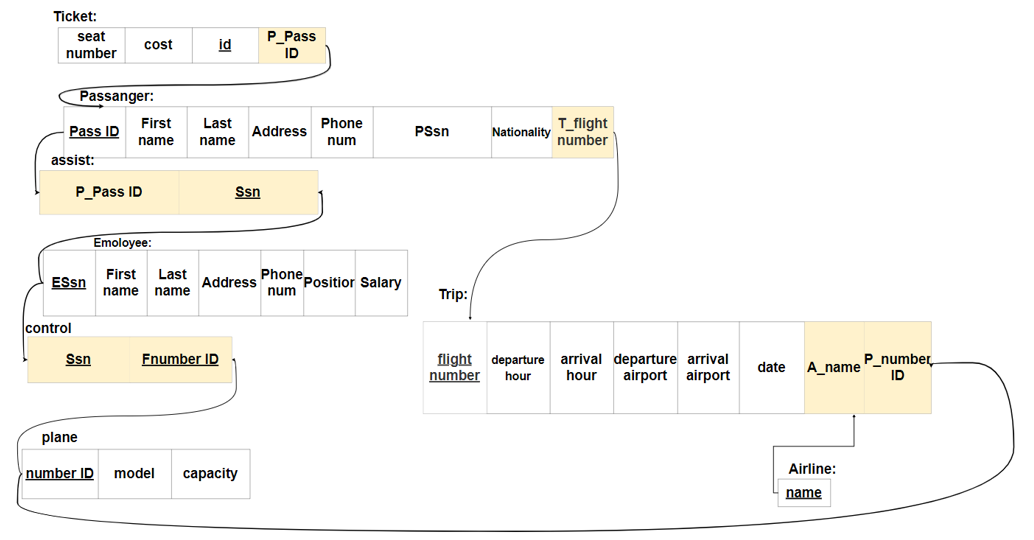 Ticket:
seat number cost id P_Pass ID
Passanger:
Pass ID First name Last name Address Phone num PSsn Nationality T_flight number
assist:
P_Pass ID Ssn
Emoloyee:
ESsn First name Last name Address Phone num Position Salary
control
Ssn Fnumber ID
Trip:
flight number departure hour arrival hour departure airport arrival airport date A_name P_number ID
plane
number ID model capacity
Airline:
name